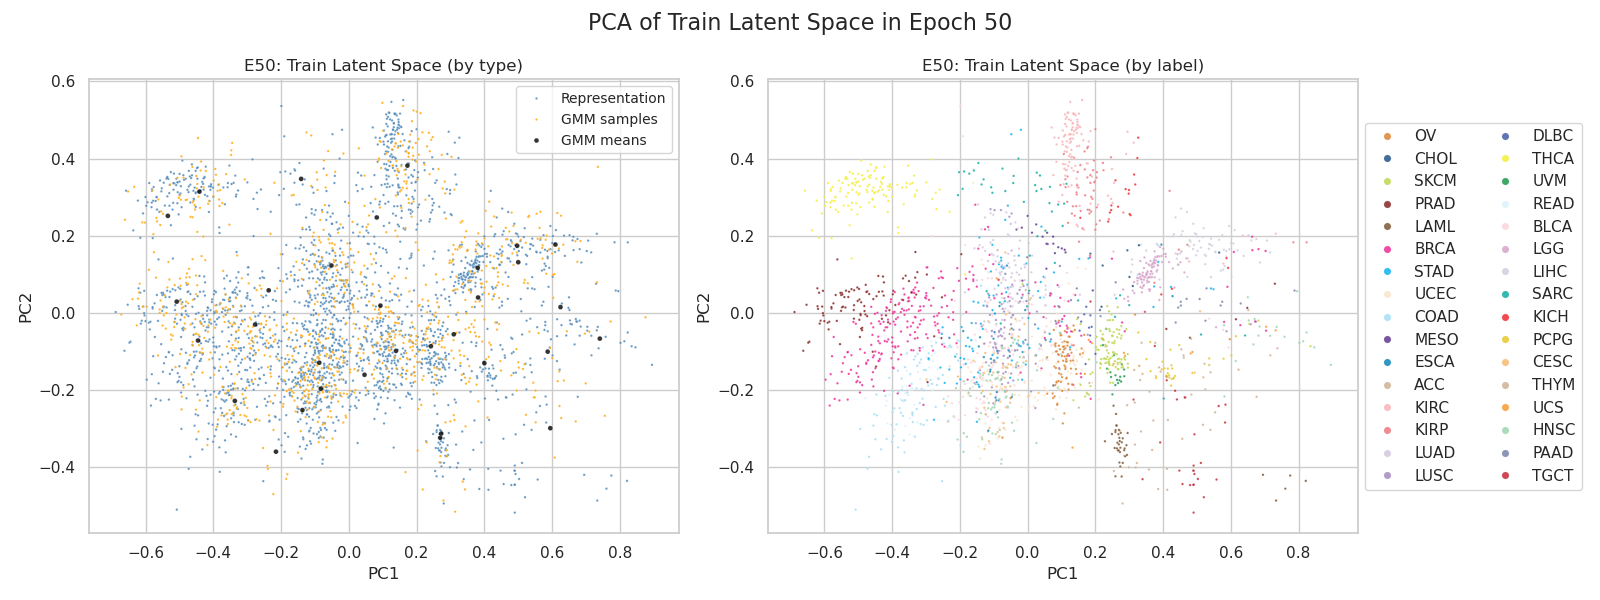 PCA of Train Latent Space in Epoch 50
E50: Train Latent Space (by type)
0.6
0.4
0.2
0.0
−0.2
−0.4
PC2
−0.6
−0.4
−0.2
0.0
0.2
0.4
0.6
0.8
PC1
Representation
GMM samples
GMM means
E50: Train Latent Space (by label)
0.6
0.4
0.2
0.0
−0.2
−0.4
PC2
−0.6
−0.4
−0.2
0.0
0.2
0.4
0.6
0.8
PC1
OV
CHOL
SKCM
PRAD
LAML
BRCA
STAD
UCEC
COAD
MESO
ESCA
ACC
KIRC
KIRP
LUAD
LUSC
DLBC
THCA
UVM
READ
BLCA
LGG
LIHC
SARC
KICH
PCPG
CESC
THYM
UCS
HNSC
PAAD
TGCT